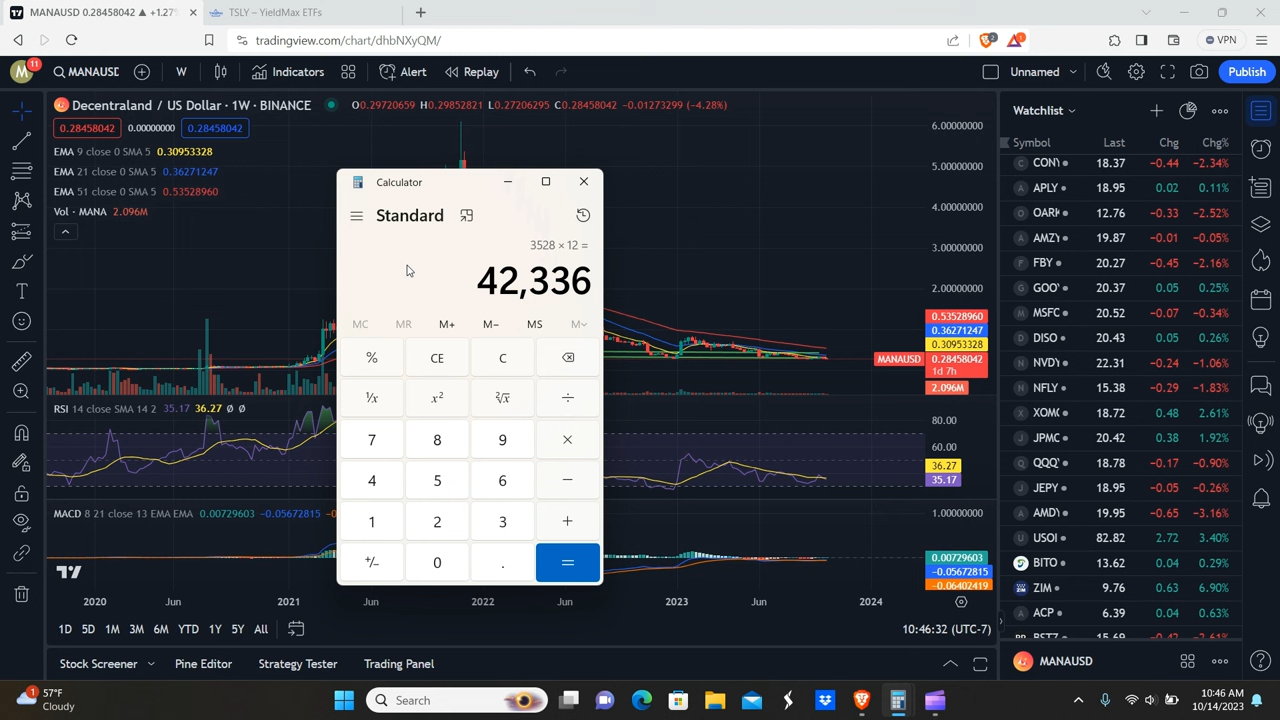 MANAUSD 0.28458042 ▲ +1.27
TSLY – YieldMax ETFs
tradingview.com/chart/dhbNXyQM/
2
1
VPN
M
11
MANAUSD
W
Indicators
Alert
Replay
Unnamed
Publish
Decentraland / US Dollar · 1W · BINANCE
O0.29720659 H0.29852821 L0.27206295 C0.28458042 −0.01273299 (−4.28%)
0.28458042 0.00000000 0.28458042
EMA 9 close 0 SMA 5 0.30953328
EMA 21 close 0 SMA 5 0.36271247
EMA 51 close 0 SMA 5 0.53528960
Vol · MANA 2.096M
6.00000000
5.00000000
4.00000000
3.00000000
2.00000000
0.53528960
0.36271247
0.30953328
MANAUSD 0.28458042
1d 7h
2.096M
RSI 14 close SMA 14 2 35.17 36.27 Ø Ø
80.00
60.00
36.27
35.17
MACD 8 21 close 13 EMA EMA 0.00729603 −0.05672815 −0
1.00000000
0.00729603
−0.05672815
−0.06402419
2020 Jun 2021 Jun 2022 Jun 2023 Jun 2024
1D 5D 1M 3M 6M YTD 1Y 5Y All
10:46:32 (UTC-7)
Stock Screener Pine Editor Strategy Tester Trading Panel
Calculator
Standard
3528 × 12 =
42,336
MC MR M+ M− MS M
% CE C
¹/x x² ²√x ÷
7 8 9 ×
4 5 6 −
1 2 3 +
+/− 0 . =
Watchlist
Symbol Last Chg Chg%
C CON 18.37 −0.44 −2.34%
A APLY 18.95 0.02 0.11%
O OARK 12.76 −0.33 −2.52%
A AMZY 19.87 −0.01 −0.05%
F FBY 20.27 −0.45 −2.16%
G GOO 20.37 0.05 0.25%
M MSFC 20.52 −0.07 −0.34%
D DISO 20.43 0.05 0.26%
N NVDY 22.31 −0.24 −1.06%
N NFLY 15.38 −0.29 −1.83%
X XOMO 18.72 0.48 2.61%
J JPMC 20.42 0.38 1.92%
Q QQQ 18.78 −0.17 −0.90%
J JEPY 18.95 −0.05 −0.26%
A AMD 19.95 −0.65 −3.16%
U USOI 82.82 2.72 3.40%
BITO 13.62 0.04 0.29%
ZIM 9.76 0.63 6.90%
A ACP 6.39 0.04 0.63%
MANAUSD
1
57°F
Cloudy
Search
10:46 AM
10/14/2023